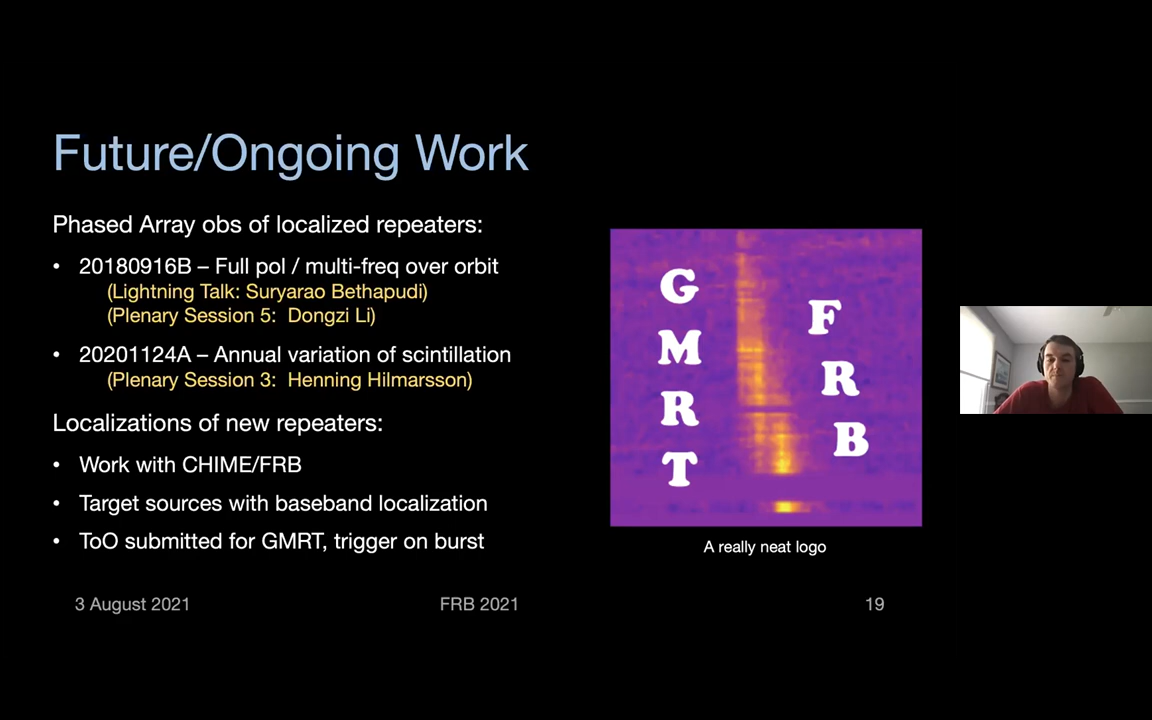 Future/Ongoing Work
Phased Array obs of localized repeaters:
• 20180916B – Full pol / multi-freq over orbit
(Lightning Talk: Suryarao Bethapudi)
(Plenary Session 5: Dongzi Li)
• 20201124A – Annual variation of scintillation
(Plenary Session 3: Henning Hilmarsson)
Localizations of new repeaters:
• Work with CHIME/FRB
• Target sources with baseband localization
• ToO submitted for GMRT, trigger on burst
G
M
R
T
F
R
B
A really neat logo
3 August 2021
FRB 2021
19